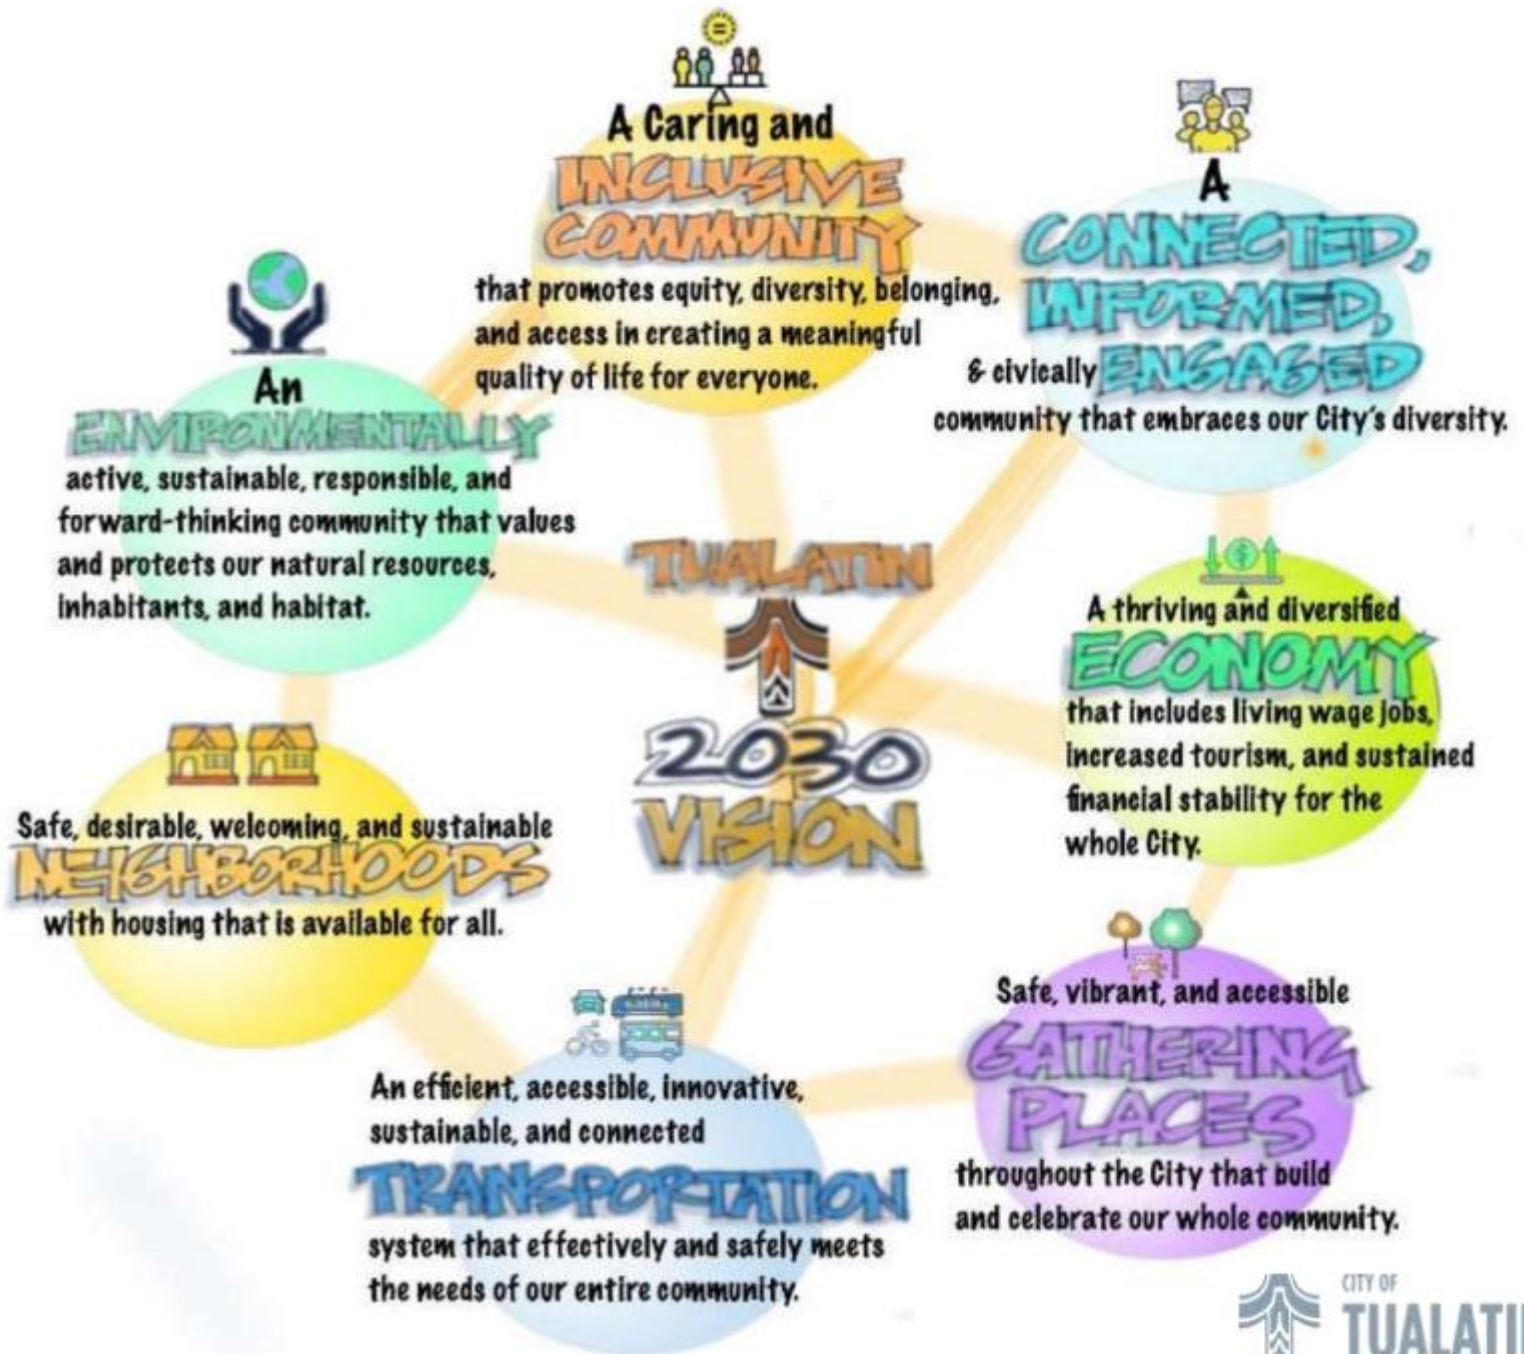 A Caring and
INCLUSIVE
COMMUNITY
that promotes equity, diversity, belonging,
and access in creating a meaningful
quality of life for everyone.
A
CONNECTED,
INFORMED,
& civically ENGAGED
community that embraces our City's diversity.
An
ENVIRONMENTALLY
active, sustainable, responsible, and
forward-thinking community that values
and protects our natural resources,
inhabitants, and habitat.
TUALATIN
2030
VISION
A thriving and diversified
ECONOMY
that includes living wage jobs,
increased tourism, and sustained
financial stability for the
whole City.
Safe, desirable, welcoming, and sustainable
NEIGHBORHOODS
with housing that is available for all.
Safe, vibrant, and accessible
GATHERING
PLACES
throughout the City that build
and celebrate our whole community.
An efficient, accessible, innovative,
sustainable, and connected
TRANSPORTATION
system that effectively and safely meets
the needs of our entire community.
CITY OF
TUALATIN